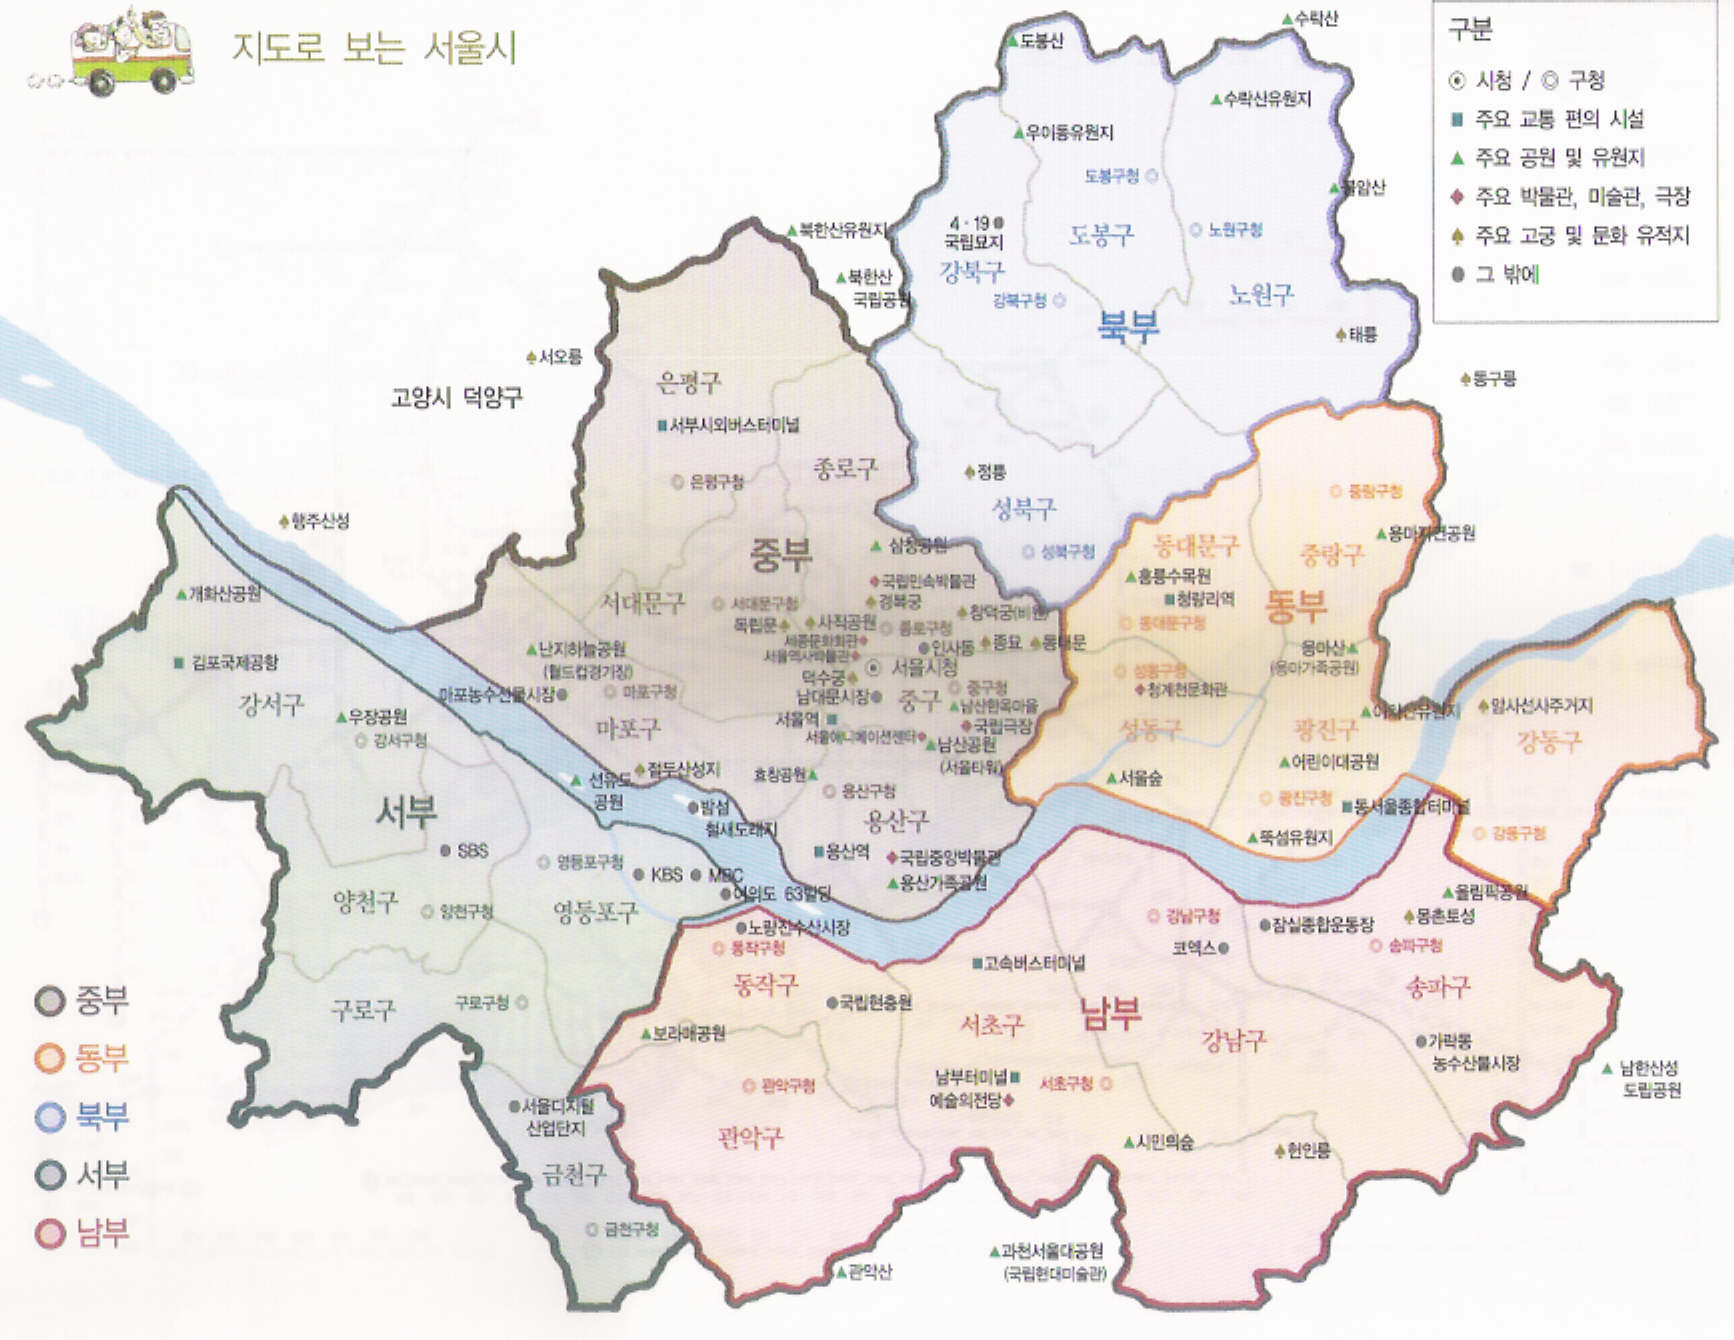 지도로 보는 서울시
구분
시청 / ◎ 구청
주요 교통 편의 시설
주요 공원 및 유원지
주요 박물관, 미술관, 극장
주요 고궁 및 문화 유적지
그 밖에
수락산
도봉산
수락산유원지
우이동유원지
도봉구청
불암산
4·19
국립묘지
도봉구
노원구청
북한산유원지
강북구
북한산
국립공원
강북구청
노원구
북부
태릉
서오릉
동구릉
은평구
고양시 덕양구
서부시외버스터미널
종로구
정릉
은평구청
중랑구청
성북구
행주산성
용마자연공원
삼청공원
성북구청
동대문구
중랑구
중부
국립민속박물관
홍릉수목원
개화산공원
서대문구
서대문구청
경복궁
창덕궁(비원)
청량리역
동부
독립문
사직공원
종로구청
동대문구청
세종문화회관
인사동
종묘
동대문
난지하늘공원
(월드컵경기장)
서울역사박물관
서울시청
용마산
(용마가족공원)
김포국제공항
덕수궁
성동구청
마포농수산물시장
마포구청
남대문시장
중구
중구청
청계천문화관
강서구
남산한옥마을
암사선사주거지
우장공원
서울역
국립극장
아차산유원지
강서구청
마포구
서울애니메이션센터
남산공원
(서울타워)
성동구
광진구
강동구
절두산성지
효창공원
서울숲
어린이대공원
선유도
공원
용산구청
광진구청
동서울종합터미널
서부
밤섬
철새도래지
용산구
뚝섬유원지
강동구청
SBS
영등포구청
KBS
MBC
용산역
국립중앙박물관
여의도 63빌딩
용산가족공원
올림픽공원
양천구
양천구청
영등포구
노량진수산시장
강남구청
잠실종합운동장
몽촌토성
동작구청
코엑스
송파구청
고속버스터미널
동작구
송파구
중부
구로구
구로구청
국립현충원
서초구
남부
강남구
동부
보라매공원
가락동
농수산물시장
남한산성
도립공원
관악구청
남부터미널
서초구청
예술의전당
북부
서울디지털
산업단지
관악구
시민의숲
헌인릉
서부
금천구
남부
금천구청
과천서울대공원
(국립현대미술관)
관악산